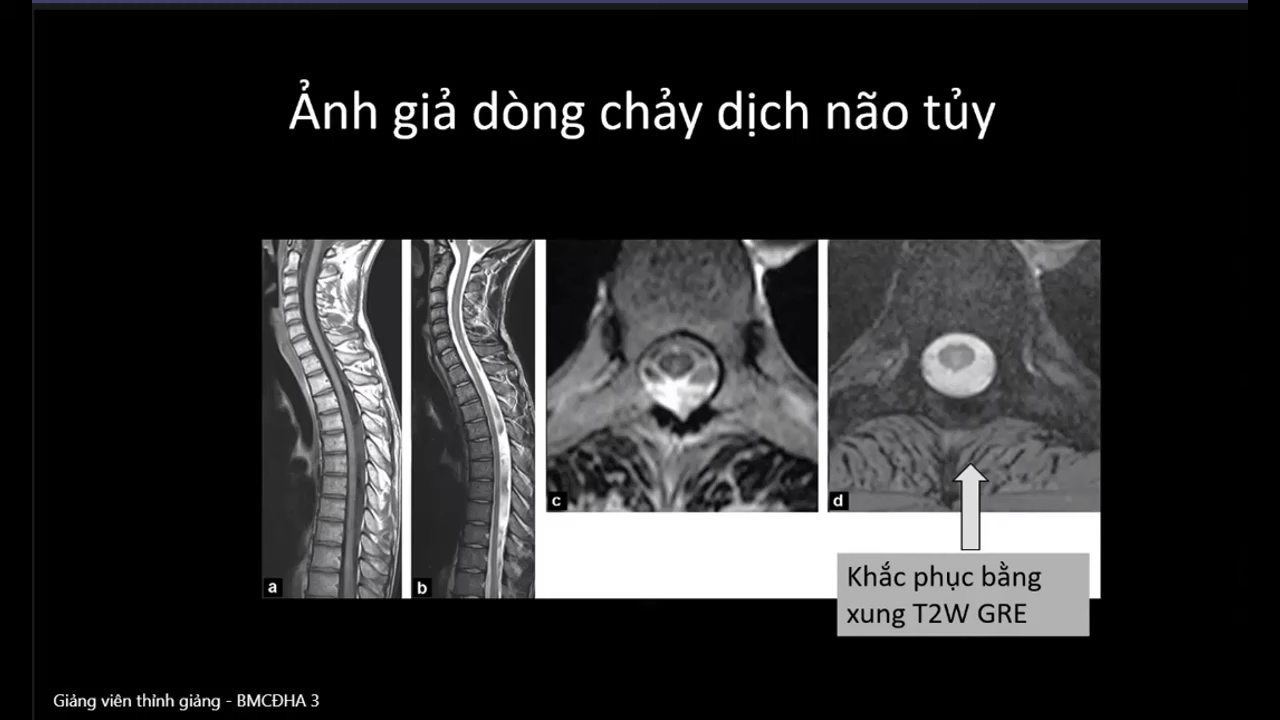 Ảnh giả dòng chảy dịch não tủy
a
b
c
d
Khắc phục bằng
xung T2W GRE
Giảng viên thỉnh giảng - BMCĐHA 3